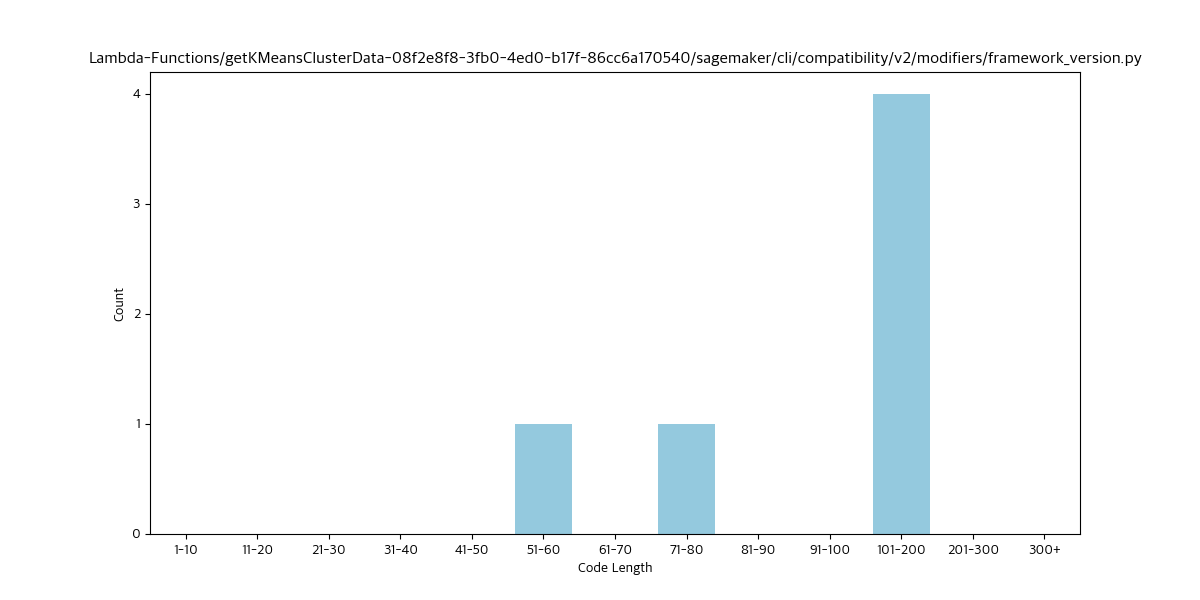 Lambda-Functions/getKMeansClusterData-08f2e8f8-3fb0-4ed0-b17f-86cc6a170540/sagemaker/cli/compatibility/v2/modifiers/framework_version.py
4
3
2
1
0
Count
1-10 11-20 21-30 31-40 41-50 51-60 61-70 71-80 81-90 91-100 101-200 201-300 300+
Code Length